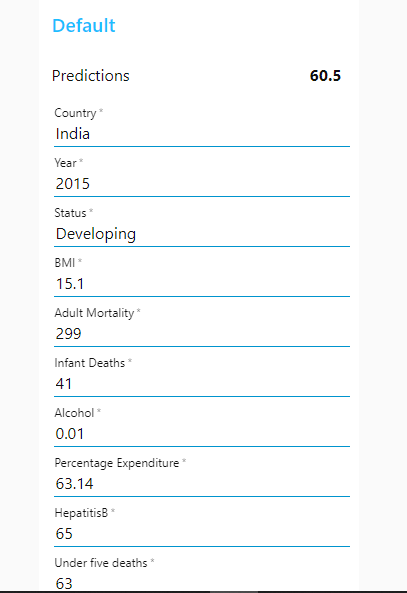 Default
Predictions 60.5
Country *
India
Year *
2015
Status *
Developing
BMI *
15.1
Adult Mortality *
299
Infant Deaths *
41
Alcohol *
0.01
Percentage Expenditure *
63.14
HepatitisB *
65
Under five deaths *
63